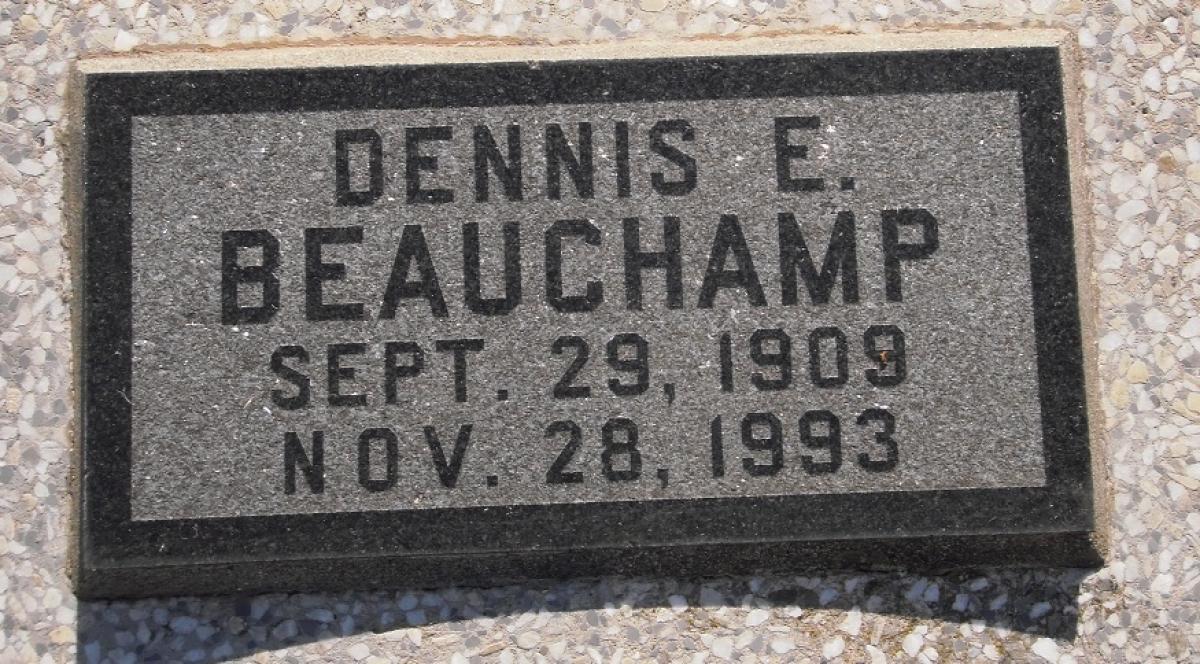 DENNIS E.
BEAUCHAMP
SEPT. 29, 1909
NOV. 28, 1993